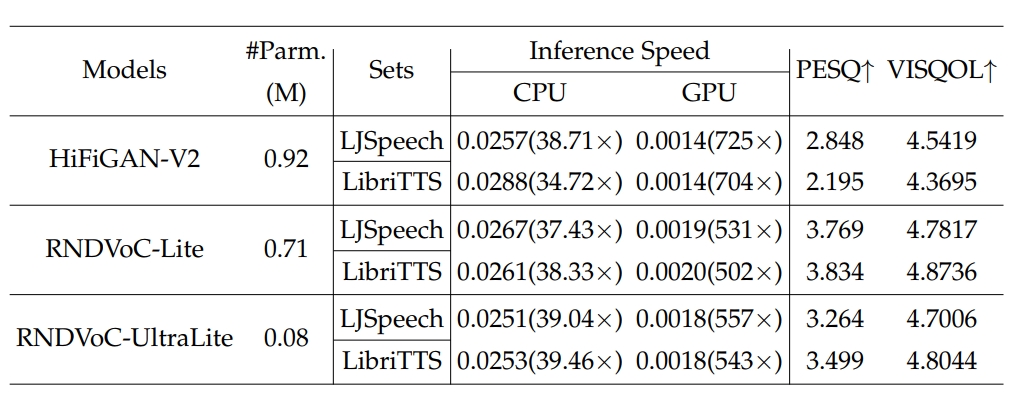 Models #Parm. (M) Sets Inference Speed PESQ↑ VISQOL↑
CPU GPU
HiFiGAN-V2 0.92 LJSpeech 0.0257(38.71×) 0.0014(725×) 2.848 4.5419
LibriTTS 0.0288(34.72×) 0.0014(704×) 2.195 4.3695
RNDVoC-Lite 0.71 LJSpeech 0.0267(37.43×) 0.0019(531×) 3.769 4.7817
LibriTTS 0.0261(38.33×) 0.0020(502×) 3.834 4.8736
RNDVoC-UltraLite 0.08 LJSpeech 0.0251(39.04×) 0.0018(557×) 3.264 4.7006
LibriTTS 0.0253(39.46×) 0.0018(543×) 3.499 4.8044